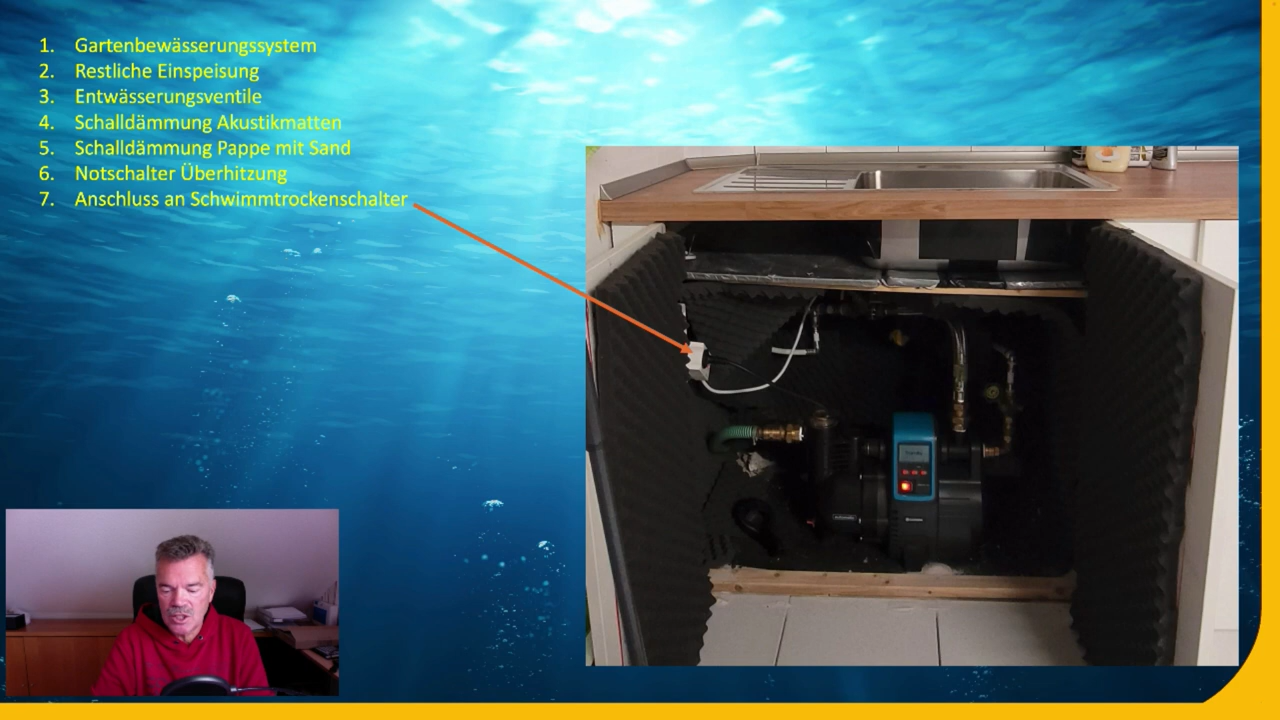 1. Gartenbewässerungssystem
2. Restliche Einspeisung
3. Entwässerungsventile
4. Schalldämmung Akustikmatten
5. Schalldämmung Pappe mit Sand
6. Notschalter Überhitzung
7. Anschluss an Schwimmtrockenschalter